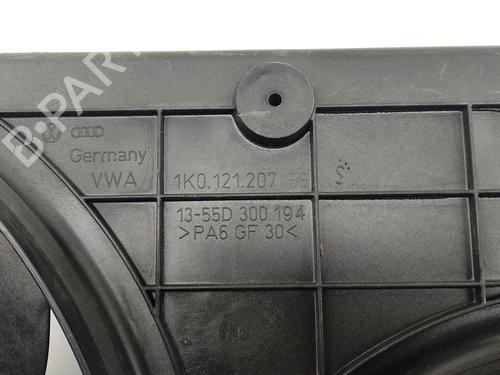 B-PARTS
Germany
VWA
1K0.121.207
13-55D 300 194
>PA6 GF 30<